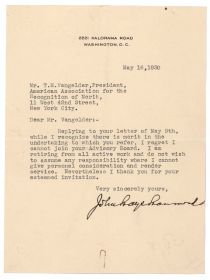 2221 KALORAMA ROAD
WASHINGTON, D. C.
May 16, 1930
Mr. T.H. Vangelder, President,
American Association for the
Recognition of Merit,
11 West 42nd Street,
New York City.
Dear Mr. Vangelder:-
Replying to your letter of May 9th,
while I recognize there is merit in the
undertaking to which you refer, I regret I
cannot join your Advisory Board. I am
retiring from all active work and do not wish
to assume any responsibility where I cannot
give personal consideration and render
service. Nevertheless I thank you for your
esteemed invitation.
Very sincerely yours,
John Hays Hammond